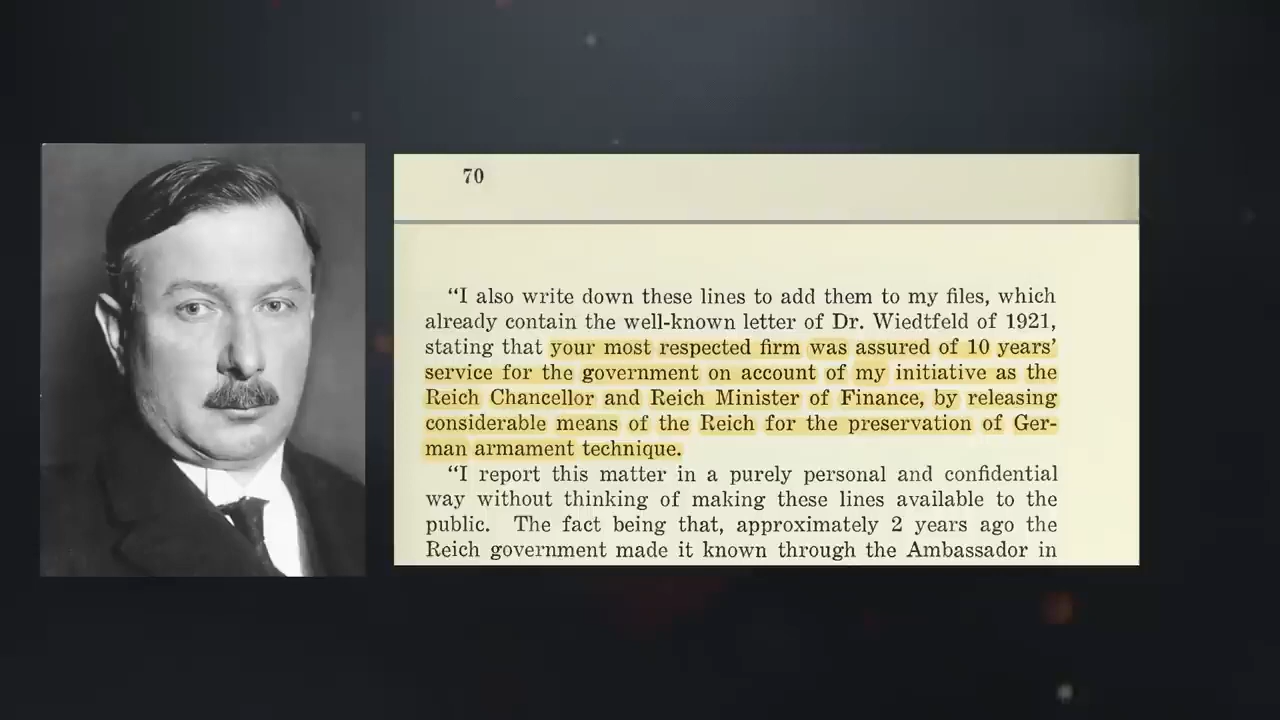 70
“I also write down these lines to add them to my files, which
already contain the well-known letter of Dr. Wiedtfeld of 1921,
stating that your most respected firm was assured of 10 years’
service for the government on account of my initiative as the
Reich Chancellor and Reich Minister of Finance, by releasing
considerable means of the Reich for the preservation of Ger-
man armament technique.
“I report this matter in a purely personal and confidential
way without thinking of making these lines available to the
public. The fact being that, approximately 2 years ago the
Reich government made it known through the Ambassador in